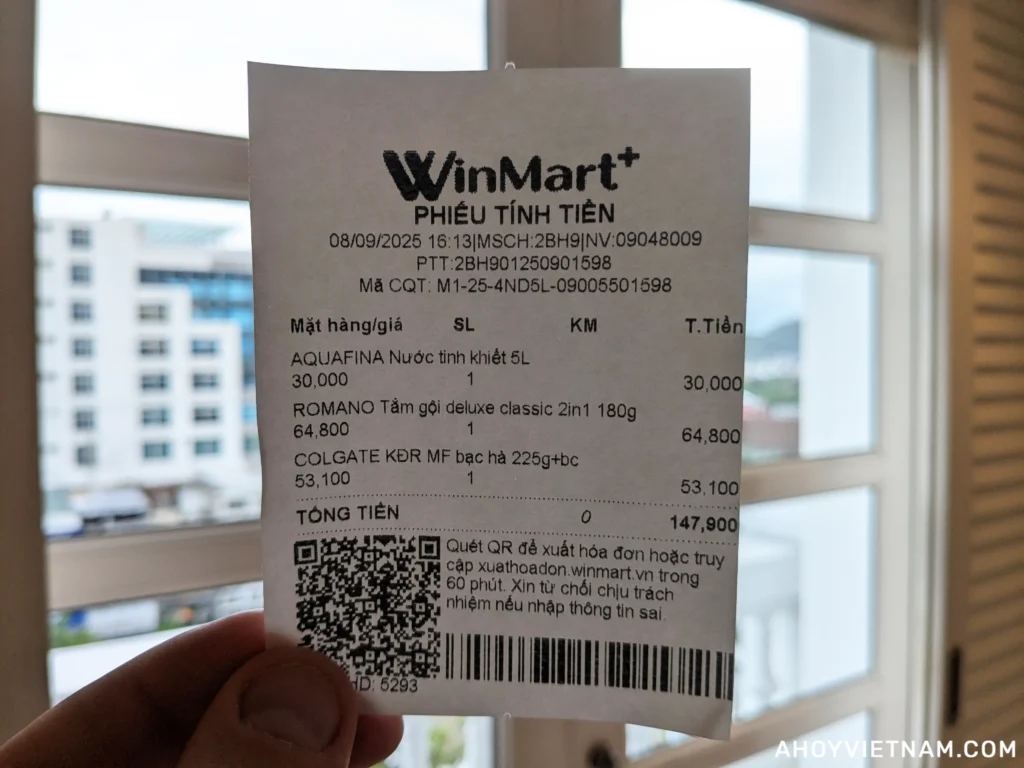 WinMart+
PHIẾU TÍNH TIỀN
08/09/2025 16:13|MSCH:2BH9|NV:09048009
PTT:2BH901250901598
Mã CQT: M1-25-4ND5L-09005501598
Mặt hàng/giá SL KM T.Tiền
AQUAFINA Nước tinh khiết 5L
30,000 1 30,000
ROMANO Tắm gội deluxe classic 2in1 180g
64,800 1 64,800
COLGATE KĐR MF bạc hà 225g+bc
53,100 1 53,100
TỔNG TIỀN 0 147,900
Quét QR để xuất hóa đơn hoặc truy
cập xuathoadon.winmart.vn trong
60 phút. Xin từ chối chịu trách
nhiệm nếu nhập thông tin sai.
HD: 5293
AHOYVIETNAM.COM